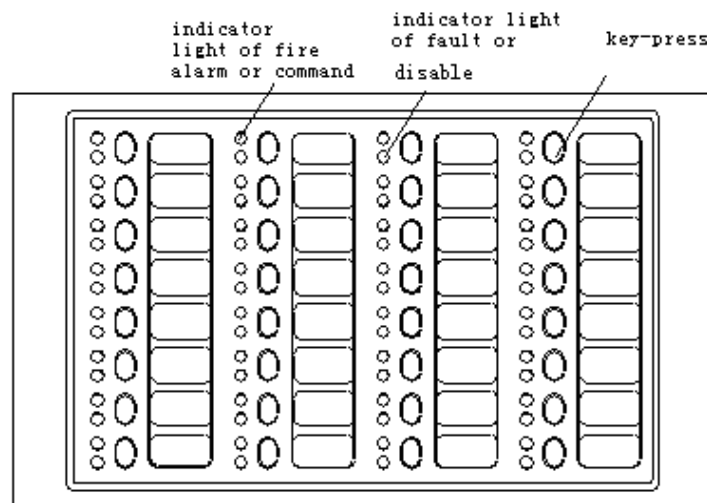 indicator
light of fire
alarm or command
indicator light
of fault or
disable
key-press